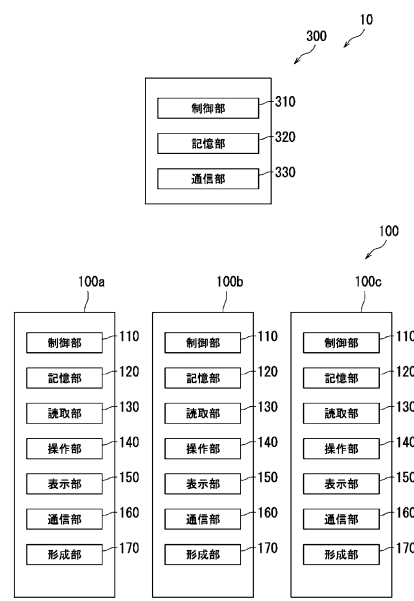 10
300
制御部 310
記憶部 320
通信部 330
100
100a 100b 100c
制御部 110 制御部 110 制御部 110
記憶部 120 記憶部 120 記憶部 120
読取部 130 読取部 130 読取部 130
操作部 140 操作部 140 操作部 140
表示部 150 表示部 150 表示部 150
通信部 160 通信部 160 通信部 160
形成部 170 形成部 170 形成部 170